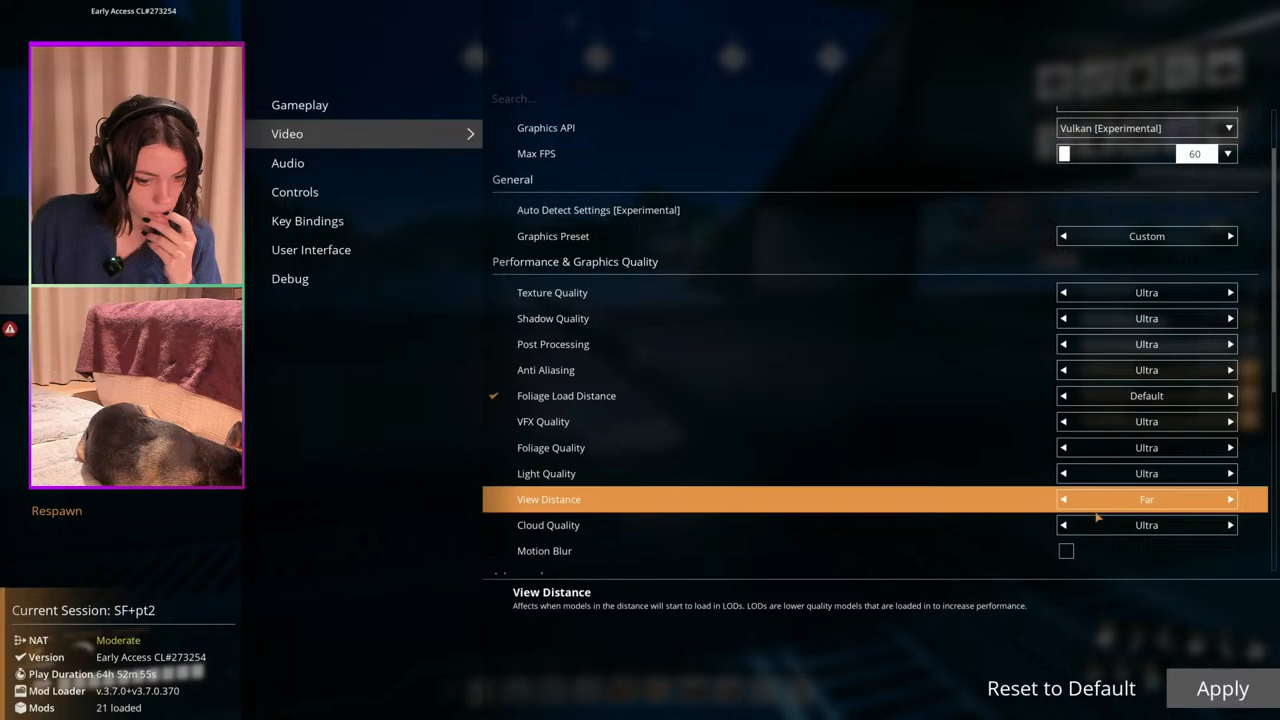 Early Access CL#273254
Gameplay
Video
Audio
Controls
Key Bindings
User Interface
Debug
Search...
Graphics API Vulkan [Experimental]
Max FPS 60
General
Auto Detect Settings [Experimental]
Graphics Preset Custom
Performance & Graphics Quality
Texture Quality Ultra
Shadow Quality Ultra
Post Processing Ultra
Anti Aliasing Ultra
Foliage Load Distance Default
VFX Quality Ultra
Foliage Quality Ultra
Light Quality Ultra
View Distance Far
Cloud Quality Ultra
Motion Blur
View Distance
Affects when models in the distance will start to load in LODs. LODs are lower quality models that are loaded in to increase performance.
Respawn
Current Session: SF+pt2
NAT Moderate
Version Early Access CL#273254
Play Duration 64h 52m 55s
Mod Loader v.3.7.0+v3.7.0.370
Mods 21 loaded
Reset to Default
Apply